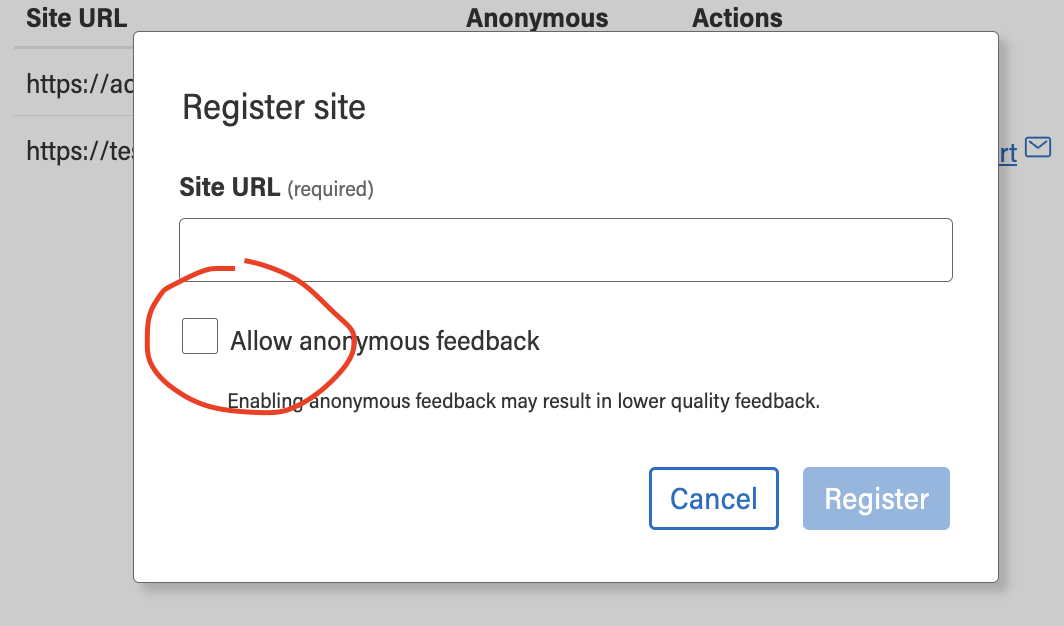 Site URL Anonymous Actions
https://ac
https://tes
rt
Register site
Site URL (required)
Allow anonymous feedback
Enabling anonymous feedback may result in lower quality feedback.
Cancel Register